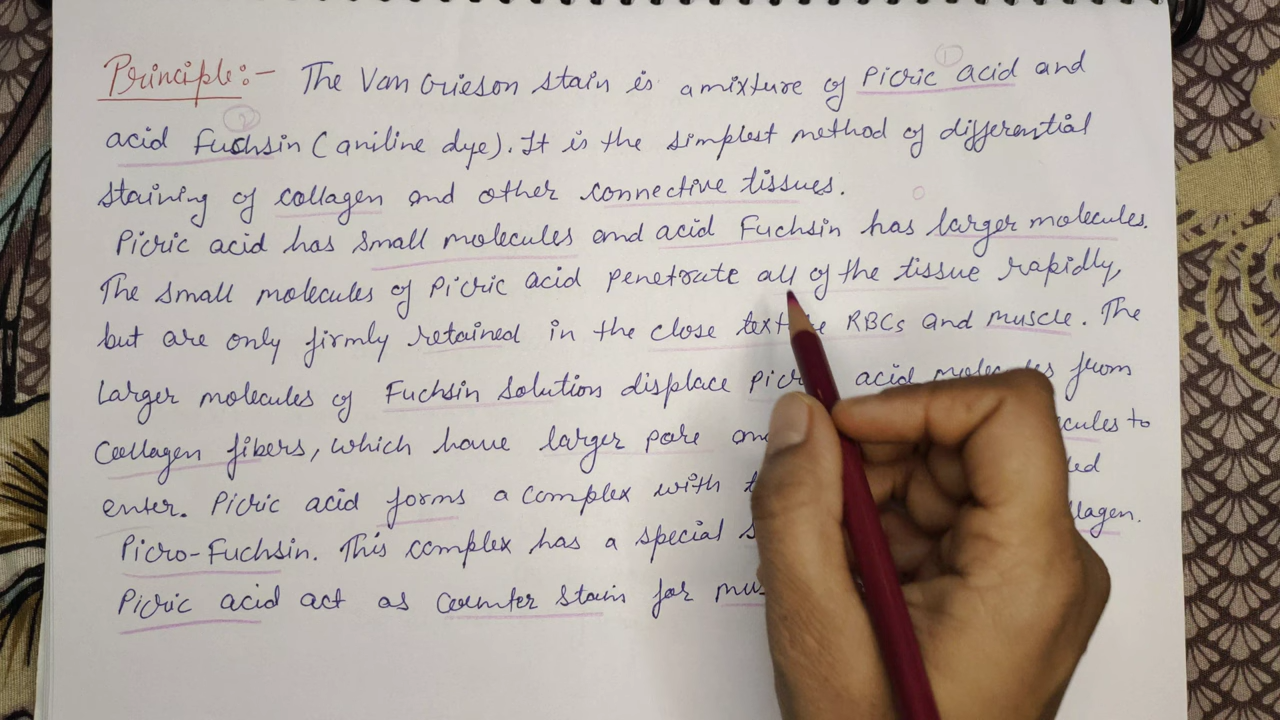 Principle:- The Van Grieson stain is a mixture of Picric acid and
acid Fuchsin (aniline dye). It is the simplest method of differential
staining of collagen and other connective tissues.
Picric acid has small molecules and acid Fuchsin has larger molecules.
The small molecules of Picric acid penetrate all of the tissue rapidly,
but are only firmly retained in the close RBCs and muscle. The
larger molecules of Fuchsin solution displace acid from
Collagen fibers, which have larger pore to
enter. Picric acid forms a complex with
Picro-Fuchsin. This complex has a special
Picric acid act as counter stain for